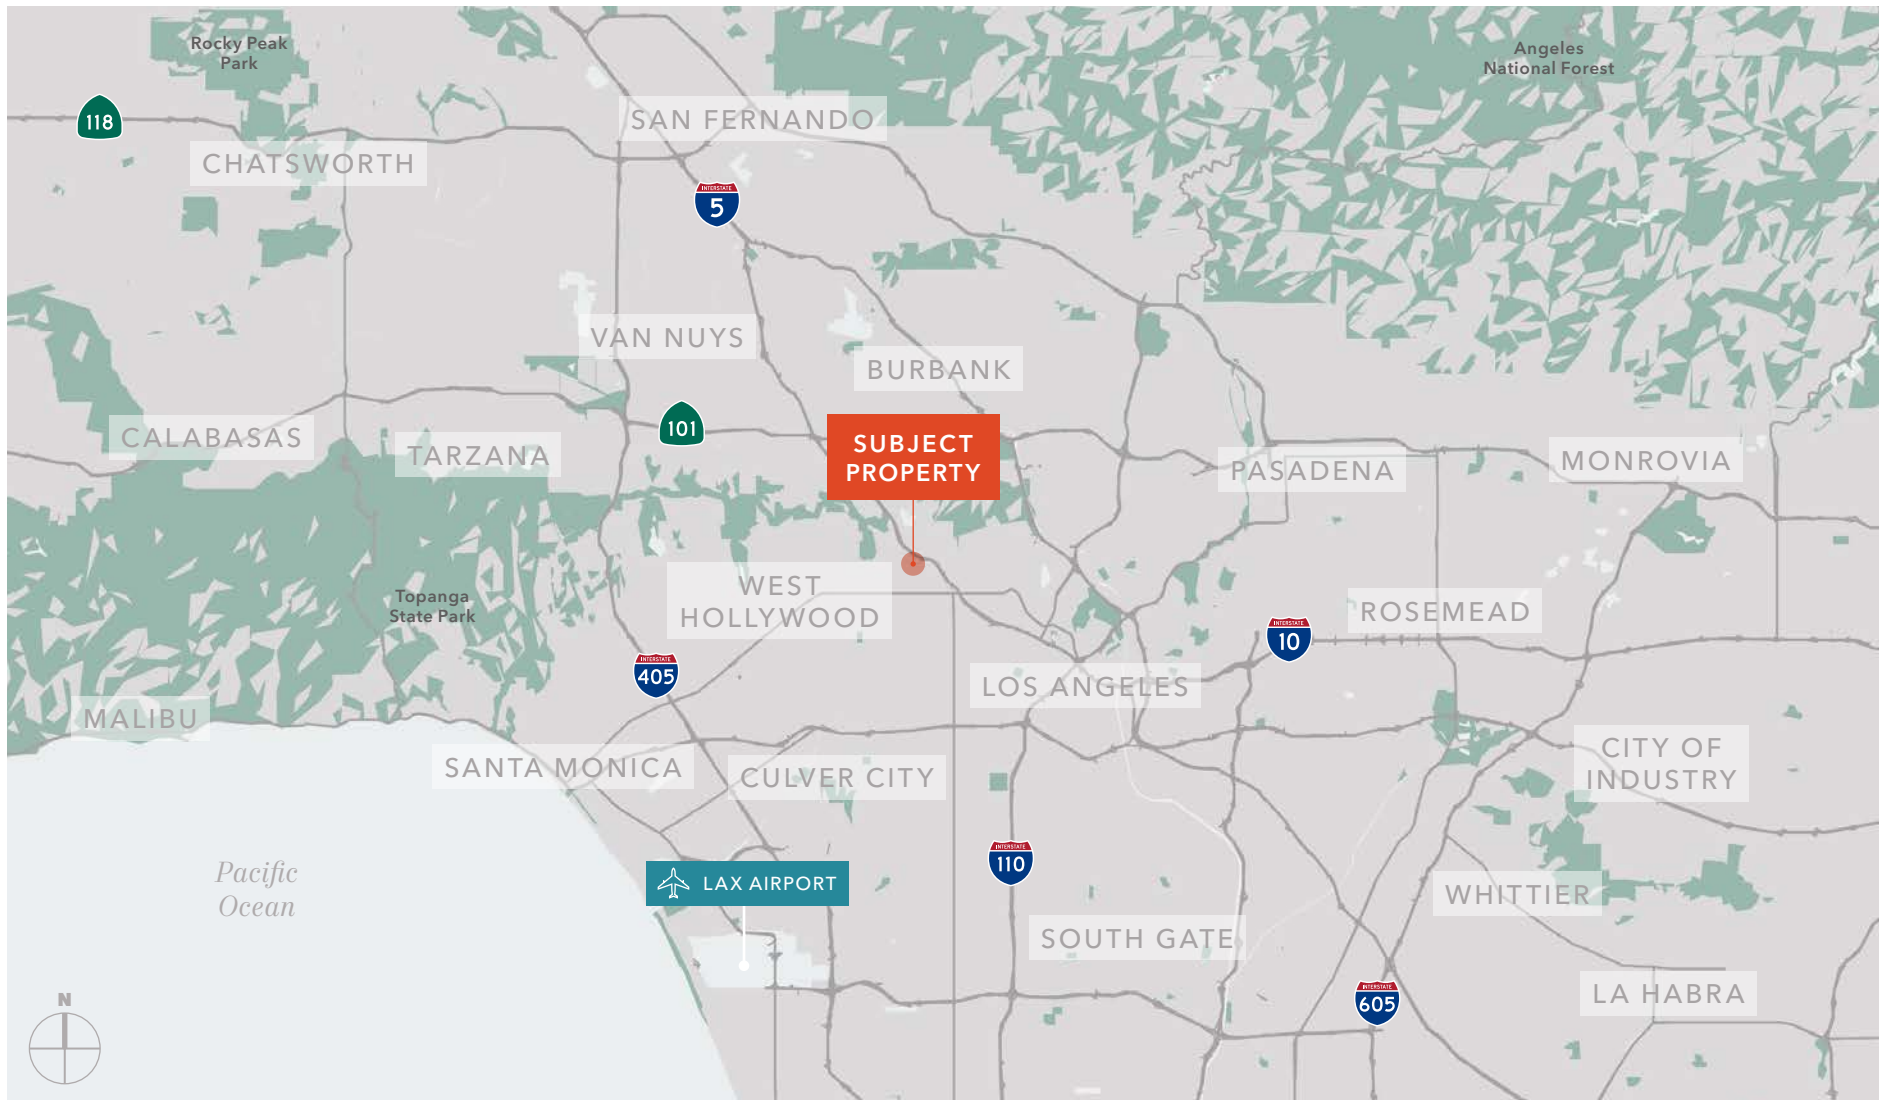 Rocky Peak
Park
Angeles
National Forest
118
SAN FERNANDO
CHATSWORTH
INTERSTATE
5
VAN NUYS
BURBANK
101
CALABASAS
TARZANA
SUBJECT
PROPERTY
PASADENA
MONROVIA
WEST
HOLLYWOOD
Topanga
State Park
ROSEMEAD
INTERSTATE
10
INTERSTATE
405
LOS ANGELES
MALIBU
SANTA MONICA
CULVER CITY
CITY OF
INDUSTRY
INTERSTATE
110
Pacific
Ocean
LAX AIRPORT
WHITTIER
SOUTH GATE
INTERSTATE
605
LA HABRA
N